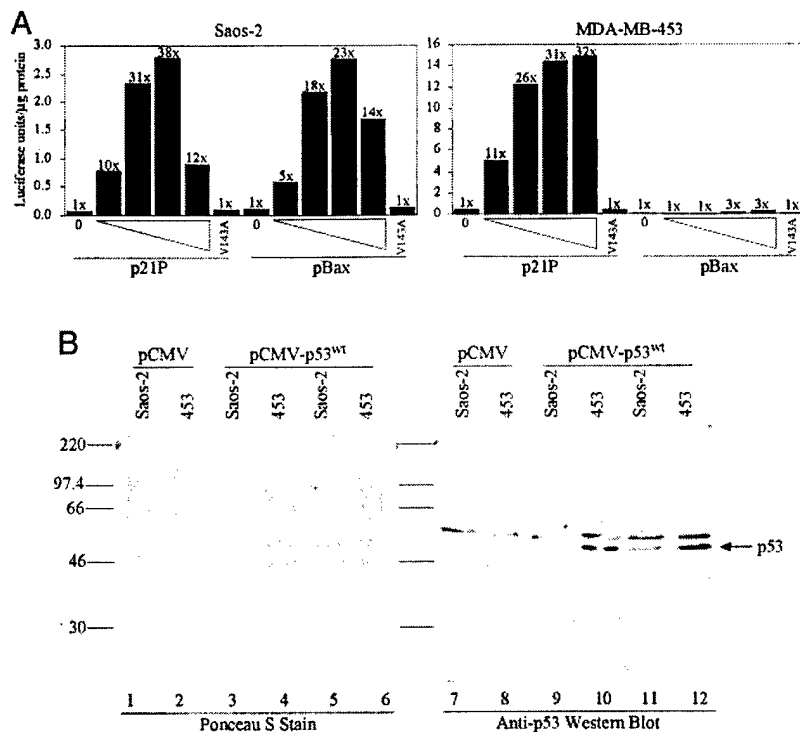 A
Saos-2
MDA-MB-453
Luciferase units/µg protein
3.0
2.5
2.0
1.5
1.0
0.5
0.0
1x
10x
31x
38x
12x
1x
1x
5x
18x
23x
14x
1x
0
V143A
0
V143A
p21P
pBax
16
14
12
10
8
6
4
2
0
1x
11x
26x
31x
32x
1x
1x
1x
1x
3x
3x
1x
0
V143A
0
V143A
p21P
pBax
B
pCMV
pCMV-p53wt
pCMV
pCMV-p53wt
Saos-2
453
Saos-2
453
Saos-2
453
Saos-2
453
Saos-2
453
Saos-2
453
220
97.4
66
46
30
p53
1 2 3 4 5 6
7 8 9 10 11 12
Ponceau S Stain
Anti-p53 Western Blot